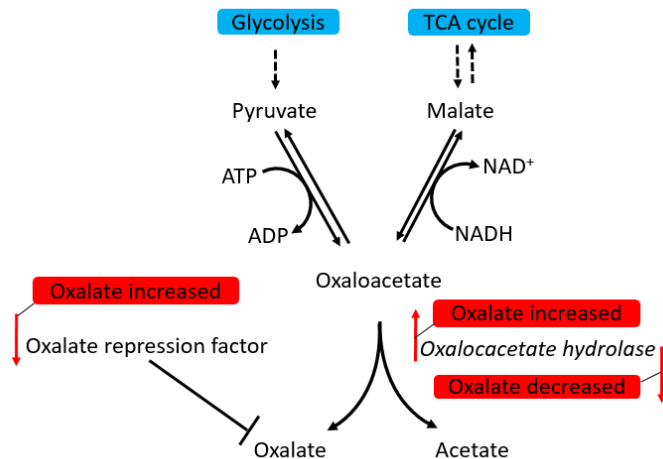 Glycolysis
TCA cycle
Pyruvate
Malate
ATP
NAD+
ADP
NADH
Oxaloacetate
Oxalate increased
Oxalate increased
Oxalate repression factor
Oxalocacetate hydrolase
Oxalate decreased
Oxalate
Acetate